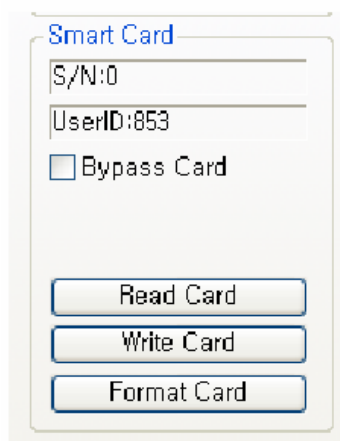 Smart Card
S/N:0
UserID:853
Bypass Card
Read Card
Write Card
Format Card